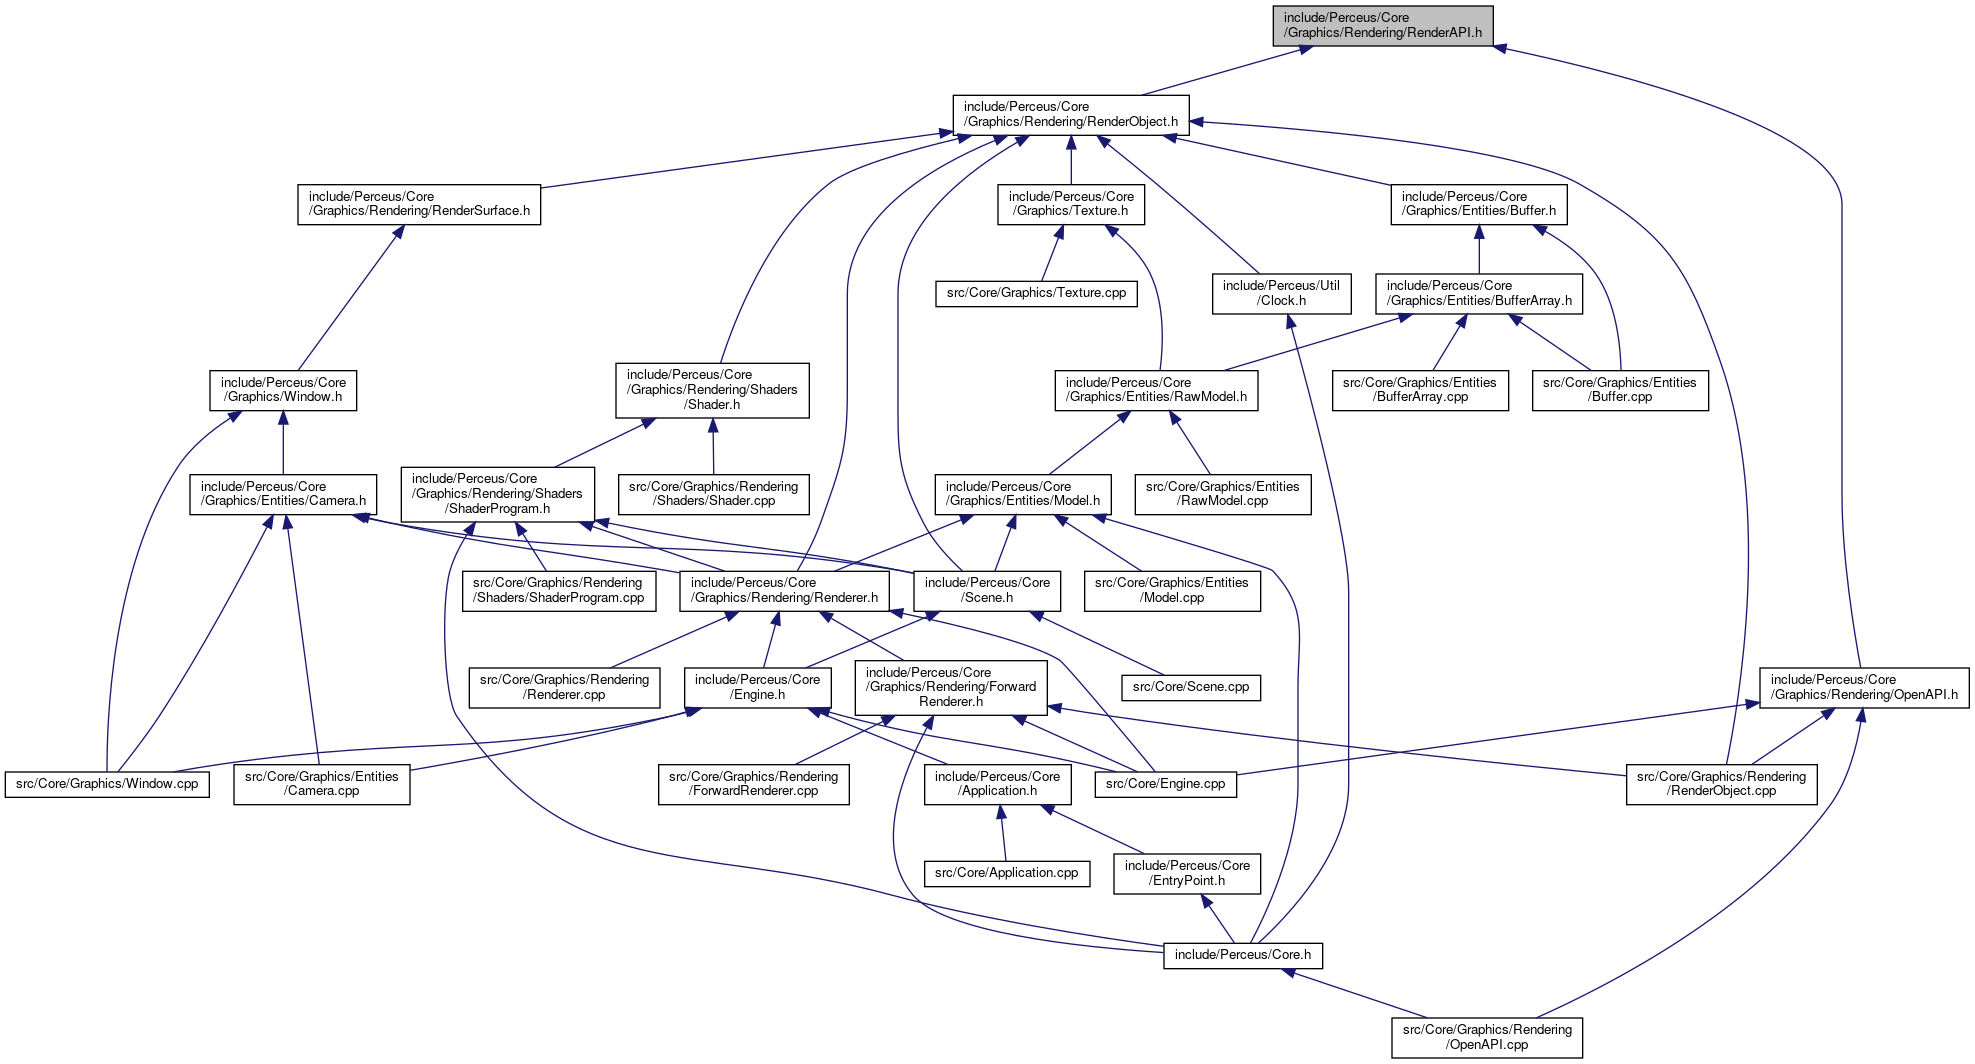 include/Perceus/Core
/Graphics/Rendering/RenderAPI.h
include/Perceus/Core
/Graphics/Rendering/RenderObject.h
include/Perceus/Core
/Graphics/Rendering/RenderSurface.h
include/Perceus/Core
/Graphics/Texture.h
include/Perceus/Core
/Graphics/Entities/Buffer.h
src/Core/Graphics/Texture.cpp
include/Perceus/Util
/Clock.h
include/Perceus/Core
/Graphics/Entities/BufferArray.h
include/Perceus/Core
/Graphics/Window.h
include/Perceus/Core
/Graphics/Rendering/Shaders
/Shader.h
include/Perceus/Core
/Graphics/Entities/RawModel.h
src/Core/Graphics/Entities
/BufferArray.cpp
src/Core/Graphics/Entities
/Buffer.cpp
include/Perceus/Core
/Graphics/Entities/Camera.h
include/Perceus/Core
/Graphics/Rendering/Shaders
/ShaderProgram.h
src/Core/Graphics/Rendering
/Shaders/Shader.cpp
include/Perceus/Core
/Graphics/Entities/Model.h
src/Core/Graphics/Entities
/RawModel.cpp
src/Core/Graphics/Rendering
/Shaders/ShaderProgram.cpp
include/Perceus/Core
/Graphics/Rendering/Renderer.h
include/Perceus/Core
/Scene.h
src/Core/Graphics/Entities
/Model.cpp
src/Core/Graphics/Rendering
/Renderer.cpp
include/Perceus/Core
/Engine.h
include/Perceus/Core
/Graphics/Rendering/Forward
Renderer.h
src/Core/Scene.cpp
include/Perceus/Core
/Graphics/Rendering/OpenAPI.h
src/Core/Graphics/Window.cpp
src/Core/Graphics/Entities
/Camera.cpp
src/Core/Graphics/Rendering
/ForwardRenderer.cpp
include/Perceus/Core
/Application.h
src/Core/Engine.cpp
src/Core/Graphics/Rendering
/RenderObject.cpp
src/Core/Application.cpp
include/Perceus/Core
/EntryPoint.h
include/Perceus/Core.h
src/Core/Graphics/Rendering
/OpenAPI.cpp